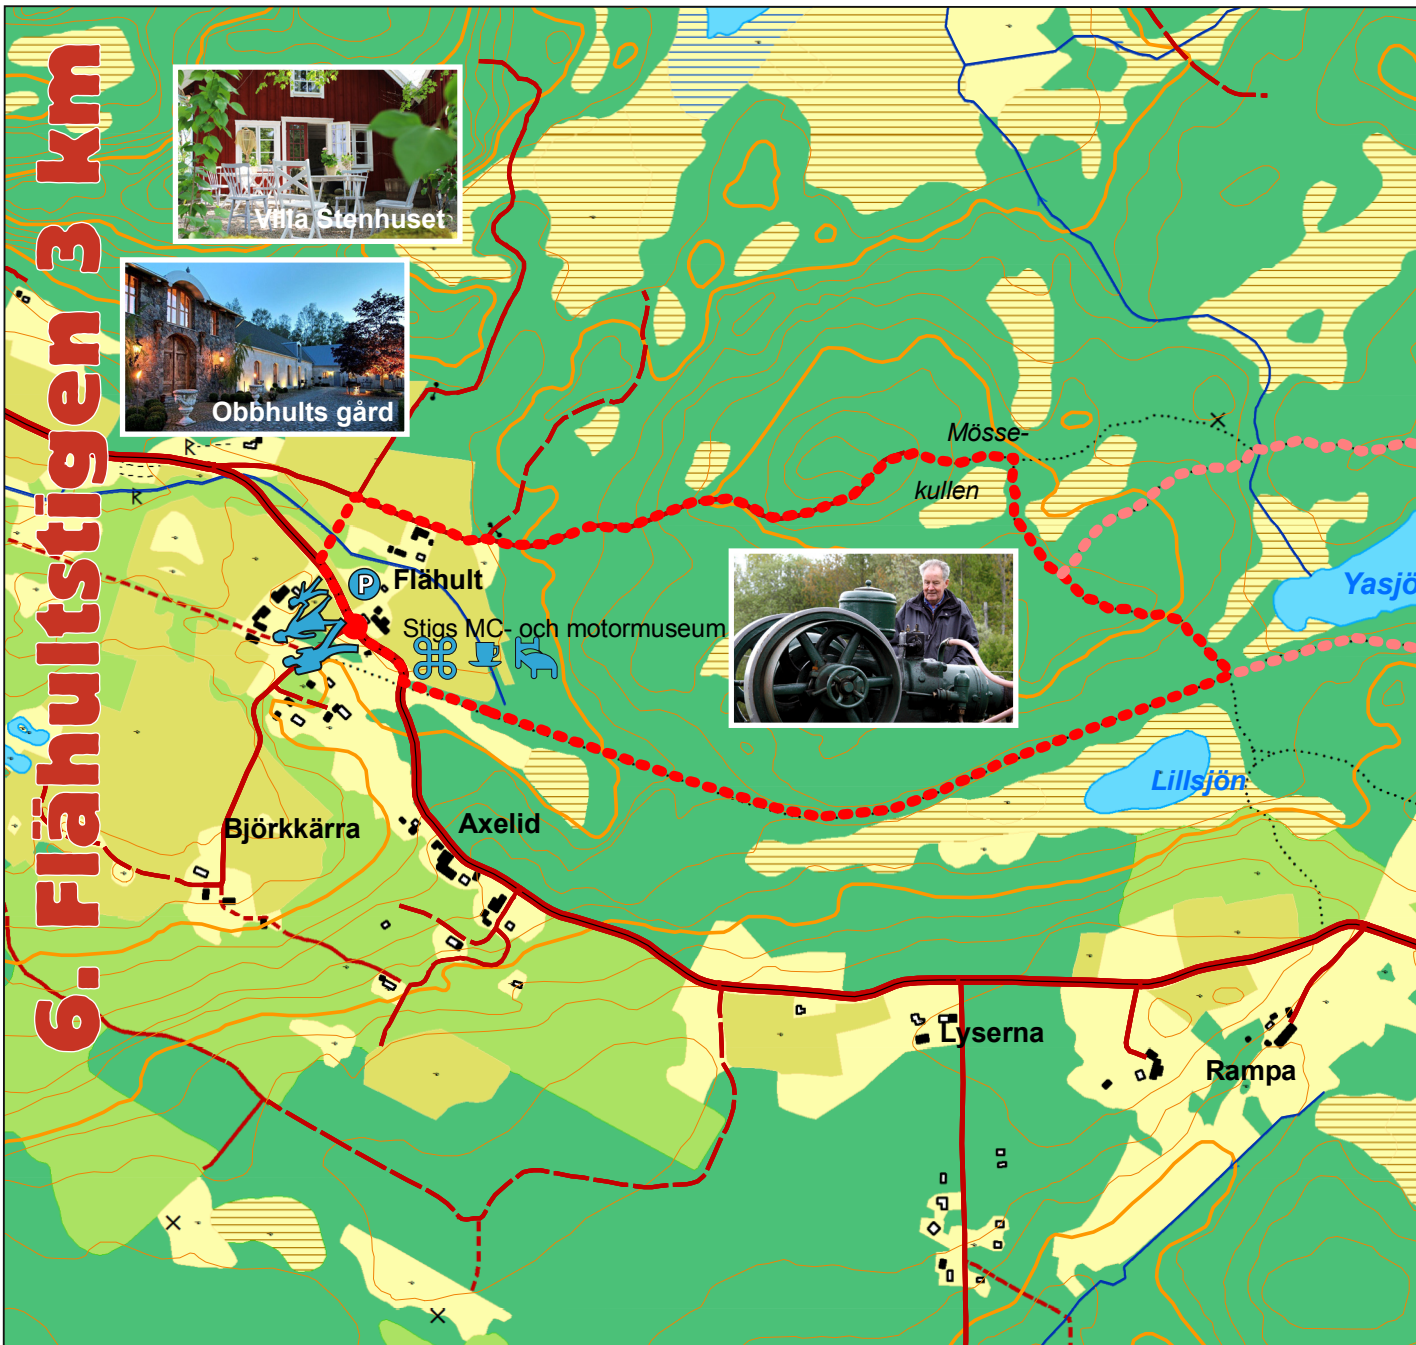 6. Flähultstigen 3 km
Villa Stenhuset
Obbhults gård
Mösse-
kullen
P
Flähult
Stigs MC- och motormuseum
Yasjö
Lillsjön
Björkkärra
Axelid
Lyserna
Rampa